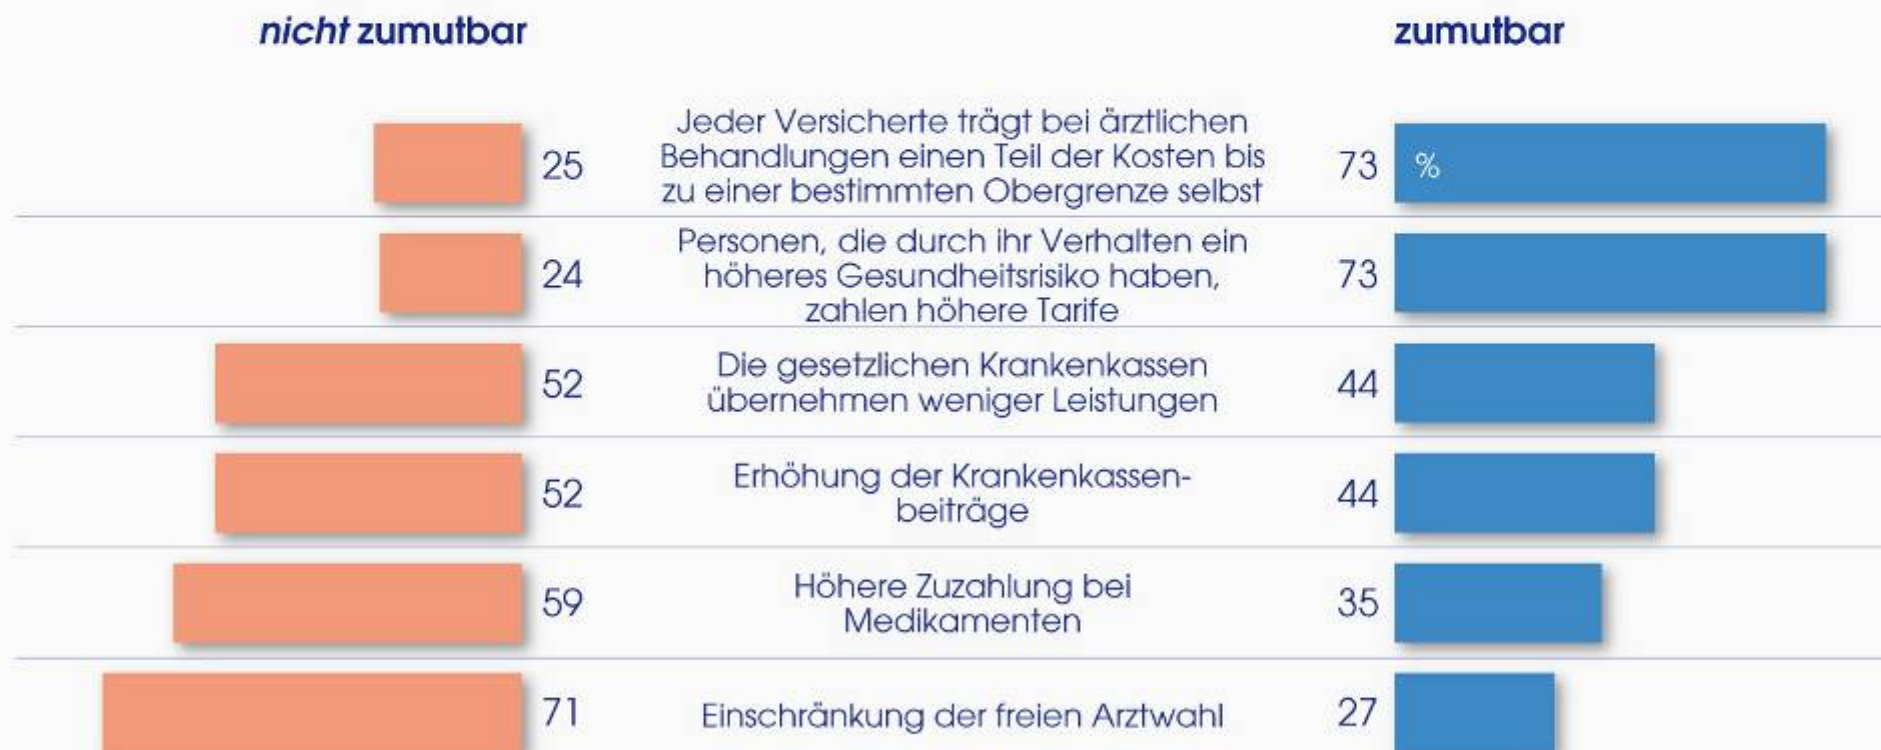 nicht zumutbar
zumutbar
25
Jeder Versicherte trägt bei ärztlichen
Behandlungen einen Teil der Kosten bis
zu einer bestimmten Obergrenze selbst
73 %
24
Personen, die durch ihr Verhalten ein
höheres Gesundheitsrisiko haben,
zahlen höhere Tarife
73
52
Die gesetzlichen Krankenkassen
übernehmen weniger Leistungen
44
52
Erhöhung der Krankenkassen-
beiträge
44
59
Höhere Zuzahlung bei
Medikamenten
35
71
Einschränkung der freien Arztwahl
27